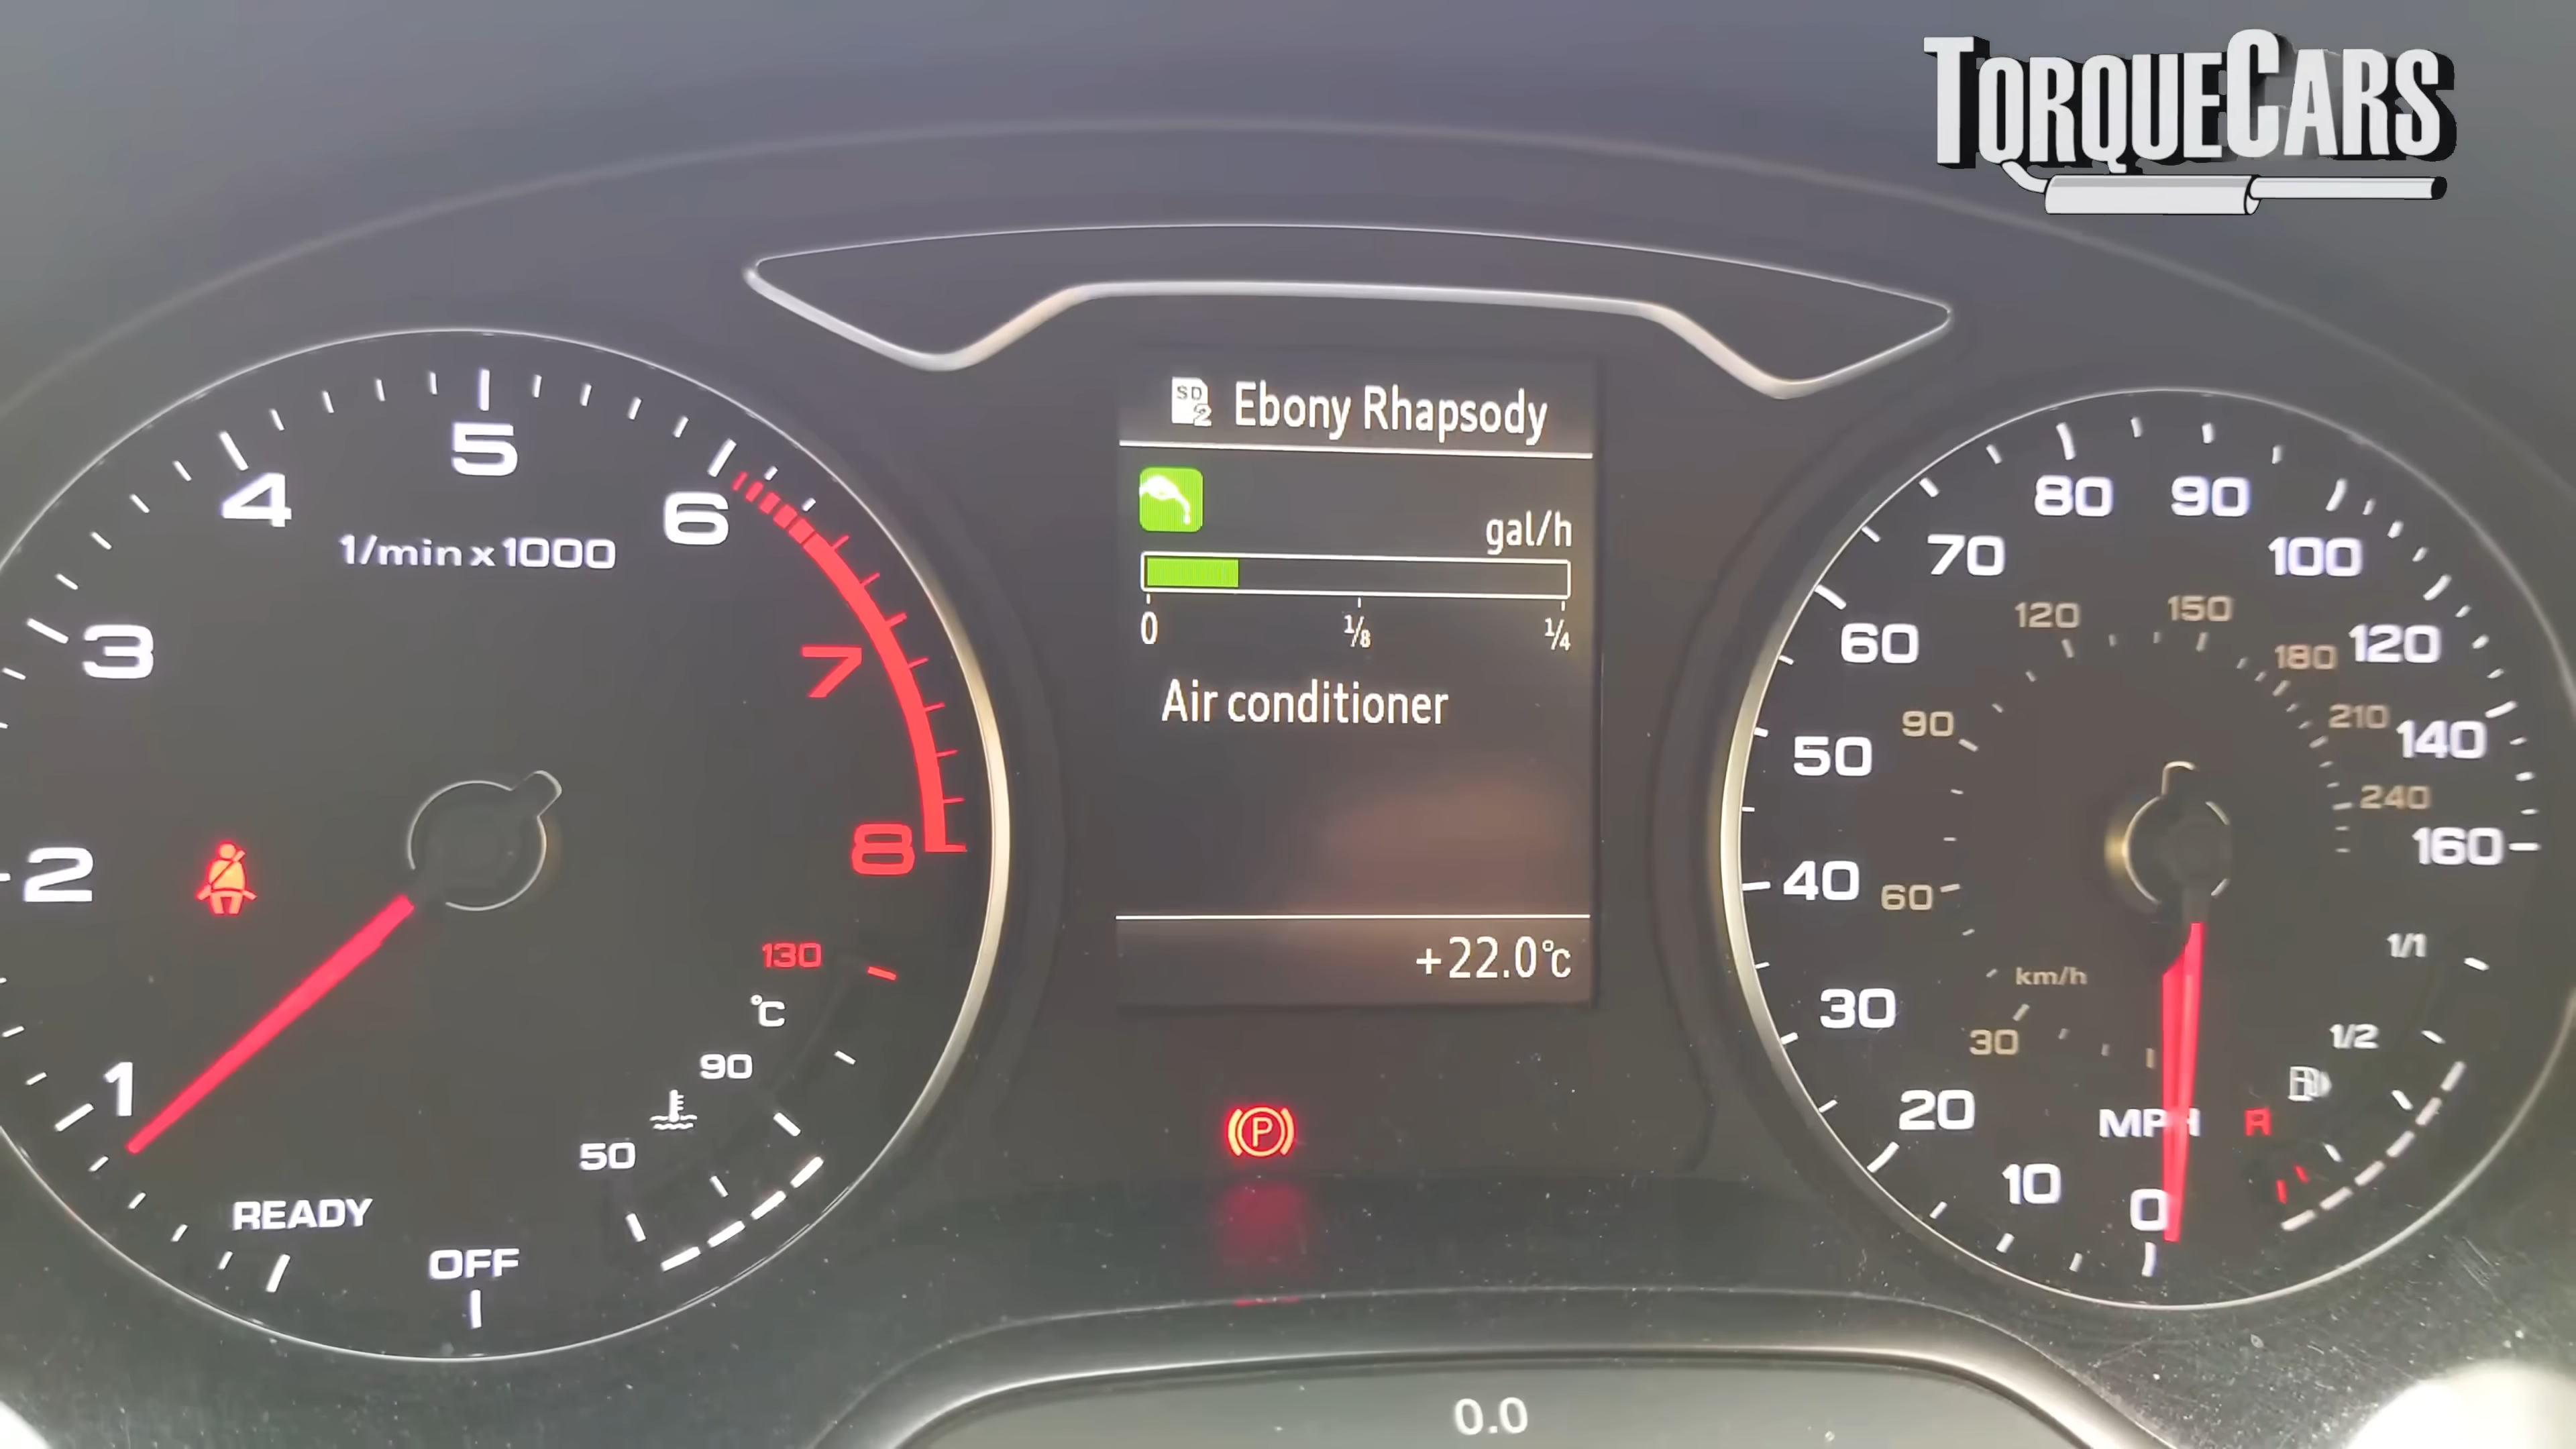 TORQUECARS
5
4
6
1/min x 1000
3
7
2
8
130
°C
1
90
50
READY
OFF
SD
2 Ebony Rhapsody
gal/h
0 1/8 1/4
Air conditioner
+22.0°C
P
80 90
70 100
60 120
120 150 180
50 140
90 210
240
40 160
60
30
km/h
30
20
10
0
MPH
1/1
1/2
R
0.0